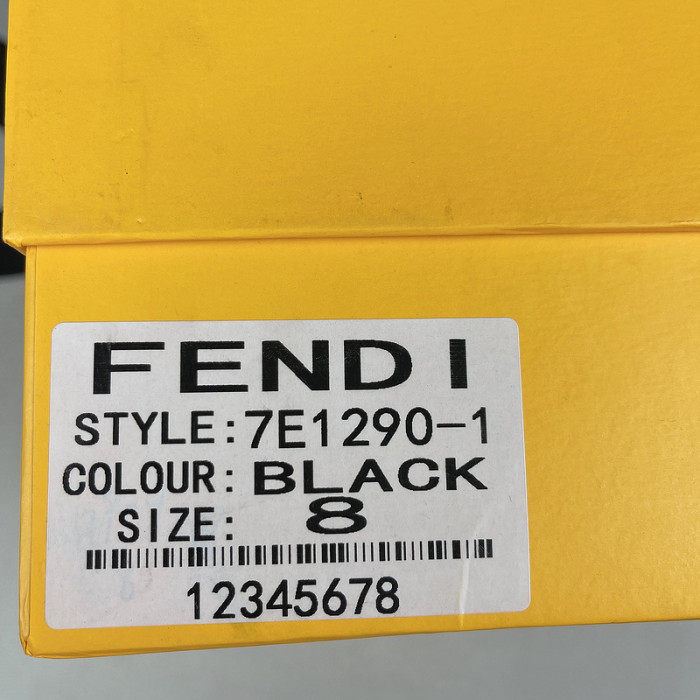 FENDI
STYLE:7E1290-1
COLOUR: BLACK
SIZE: 8
12345678